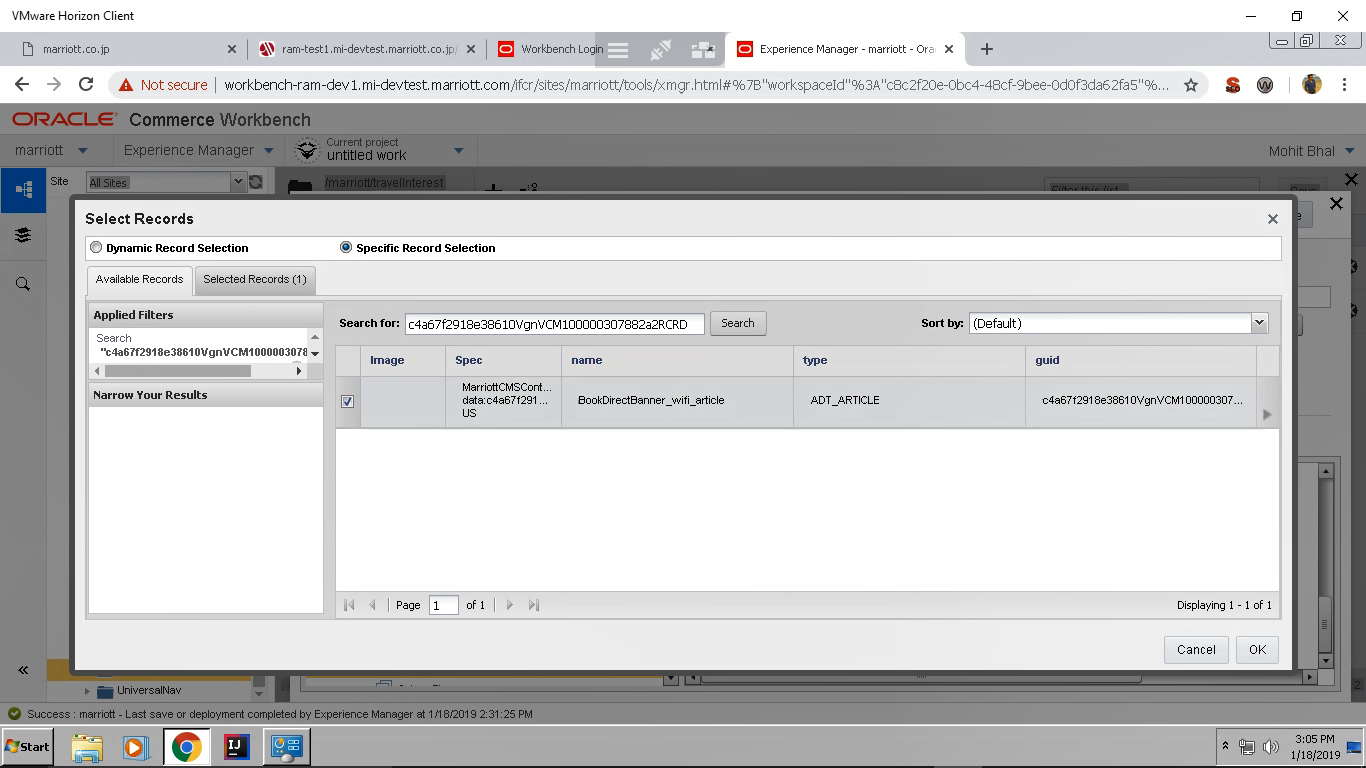 VMware Horizon Client
marriott.co.jp
ram-test1.mi-devtest.marriott.co.jp/
Workbench Login
Experience Manager - marriott - Ora
Not secure
workbench-ram-dev1.mi-devtest.marriott.com/ifcr/sites/marriott/tools/xmgr.html#%7B"workspaceId"%3A"c8c2f20e-0bc4-48cf-9bee-0d0f3da62fa5"%...
ORACLE Commerce Workbench
marriott
Experience Manager
Current project
untitled work
Mohit Bhal
Site
All Sites
/marriott/travelInterest
Filter this list
Save
Select Records
Dynamic Record Selection
Specific Record Selection
Available Records
Selected Records (1)
Applied Filters
Search
"c4a67f2918e38610VgnVCM1000003078
Narrow Your Results
Search for:
c4a67f2918e38610VgnVCM100000307882a2RCRD
Search
Sort by:
(Default)
Image
Spec
name
type
guid
MarriottCMSCont...
data:c4a67f291...
US
BookDirectBanner_wifi_article
ADT_ARTICLE
c4a67f2918e38610VgnVCM100000307...
Page
1
of 1
Displaying 1 - 1 of 1
Cancel
OK
UniversalNav
Success : marriott - Last save or deployment completed by Experience Manager at 1/18/2019 2:31:25 PM
Start
3:05 PM
1/18/2019